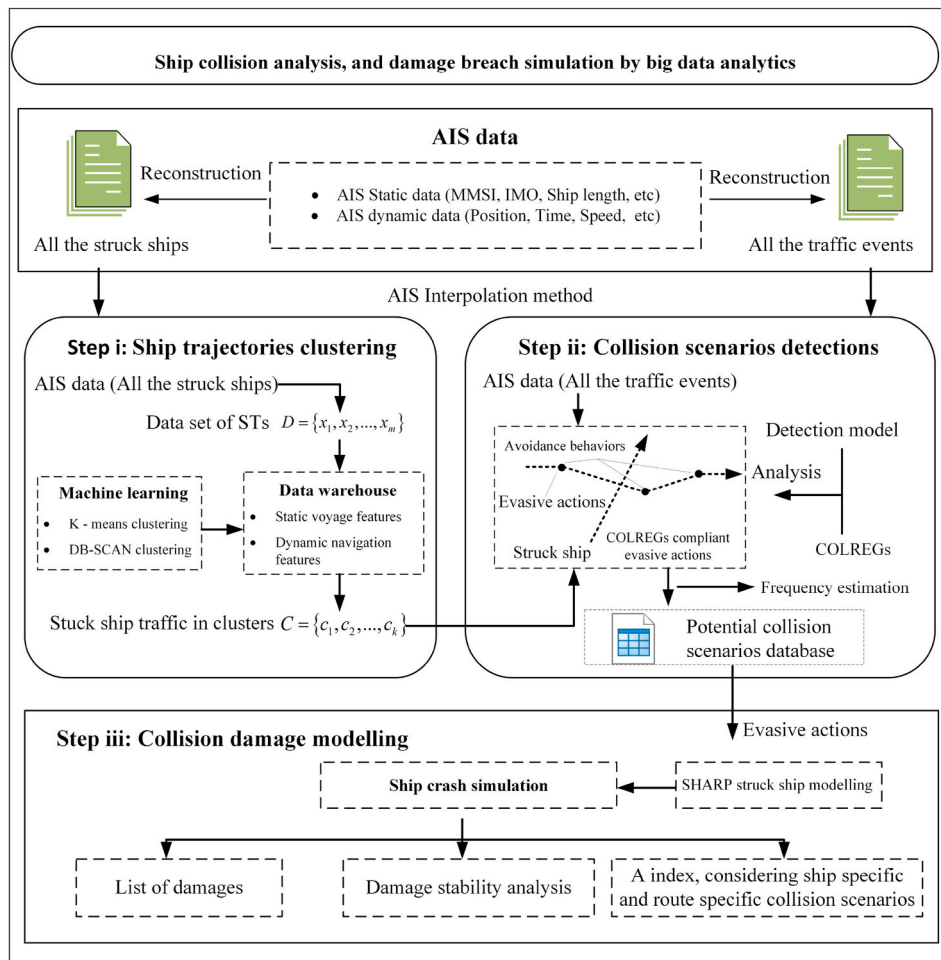 Ship collision analysis, and damage breach simulation by big data analytics
AIS data
Reconstruction
• AIS Static data (MMSI, IMO, Ship length, etc)
• AIS dynamic data (Position, Time, Speed, etc)
Reconstruction
All the struck ships
All the traffic events
AIS Interpolation method
Step i: Ship trajectories clustering
AIS data (All the struck ships)
Data set of STs D = {x₁, x₂, ..., xₘ}
Machine learning
• K - means clustering
• DB-SCAN clustering
Data warehouse
• Static voyage features
• Dynamic navigation
features
Stuck ship traffic in clusters C = {c₁, c₂, ..., cₖ}
Step ii: Collision scenarios detections
AIS data (All the traffic events)
Avoidance behaviors
Evasive actions
Struck ship
COLREGs compliant
evasive actions
Detection model
Analysis
COLREGs
Frequency estimation
Potential collision
scenarios database
Step iii: Collision damage modelling
Evasive actions
Ship crash simulation
SHARP struck ship modelling
List of damages
Damage stability analysis
A index, considering ship specific
and route specific collision scenarios